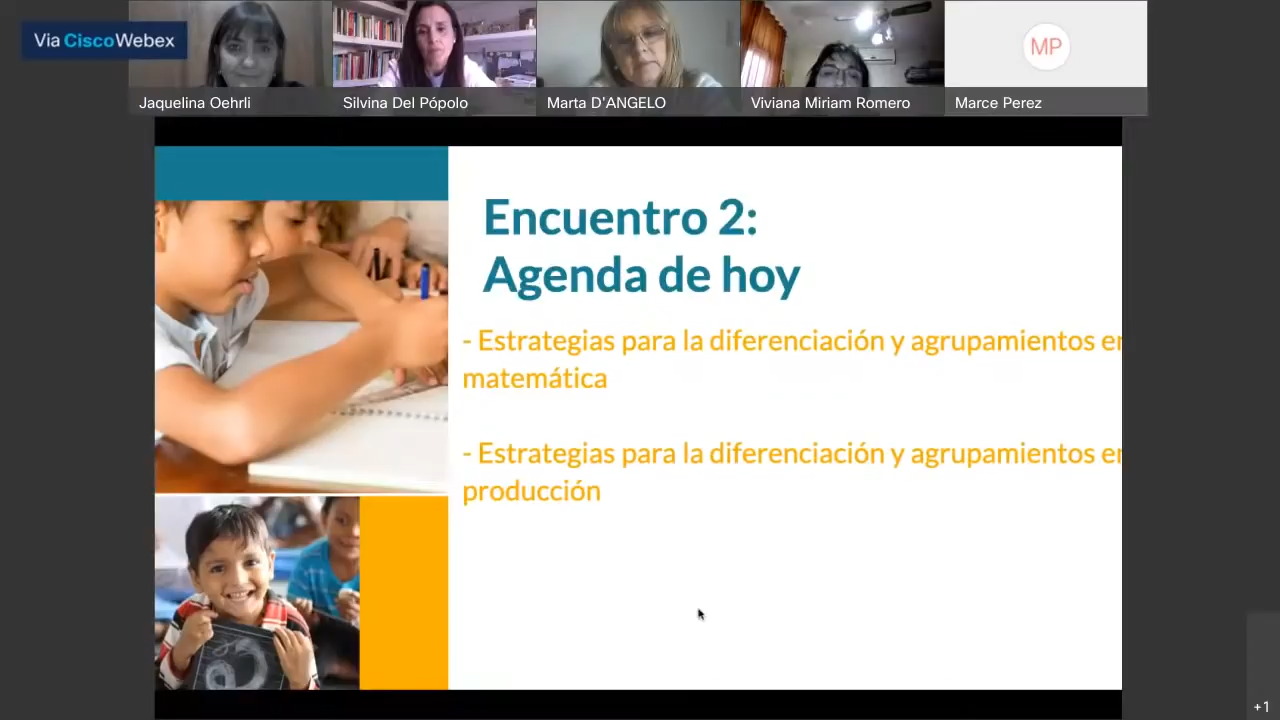 Via CiscoWebex
Jaquelina Oehrli
Silvina Del Pópolo
Marta D'ANGELO
Viviana Miriam Romero
MP
Marce Perez
Encuentro 2:
Agenda de hoy
- Estrategias para la diferenciación y agrupamientos en
matemática
- Estrategias para la diferenciación y agrupamientos en
producción
+1